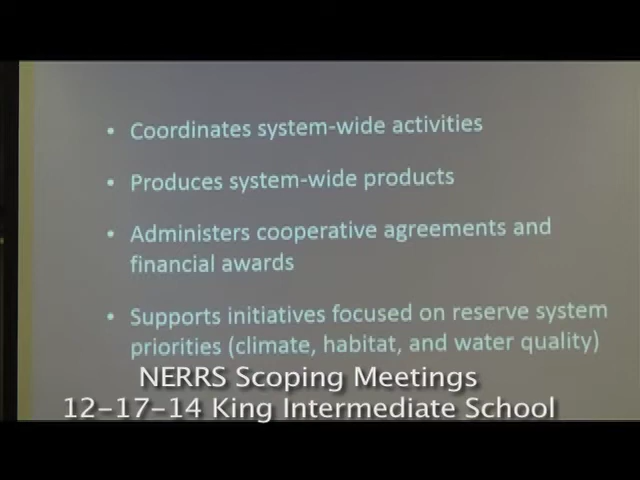 • Coordinates system-wide activities
• Produces system-wide products
• Administers cooperative agreements and
financial awards
• Supports initiatives focused on reserve system
priorities (climate, habitat, and water quality)
NERRS Scoping Meetings
12-17-14 King Intermediate School